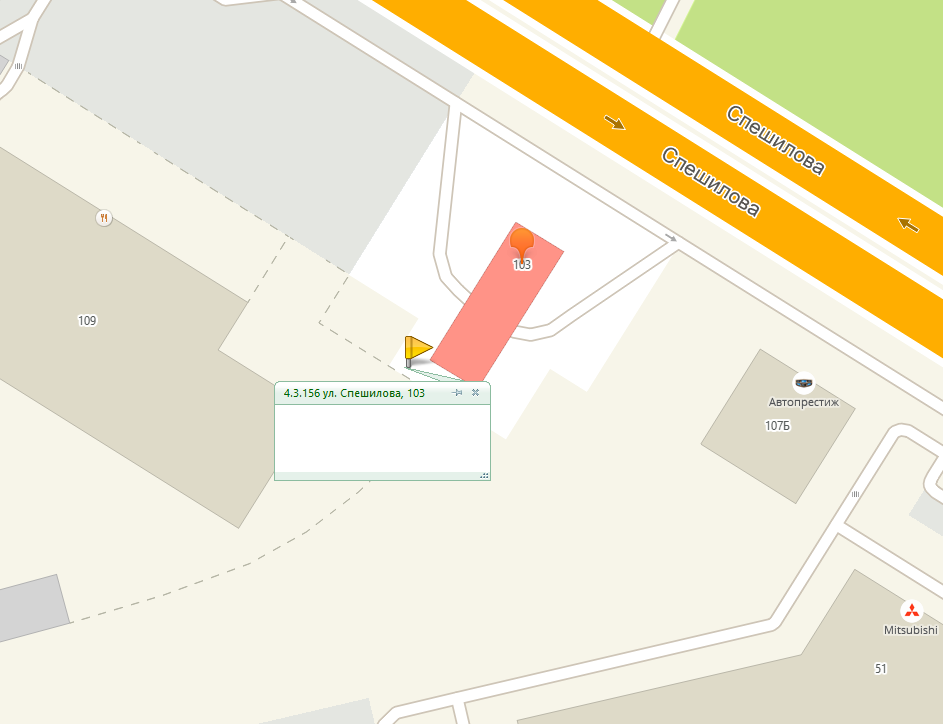 Спешилова
Спешилова
103
109
4.3.156 ул. Спешилова, 103
Автопрестиж
107Б
Mitsubishi
51